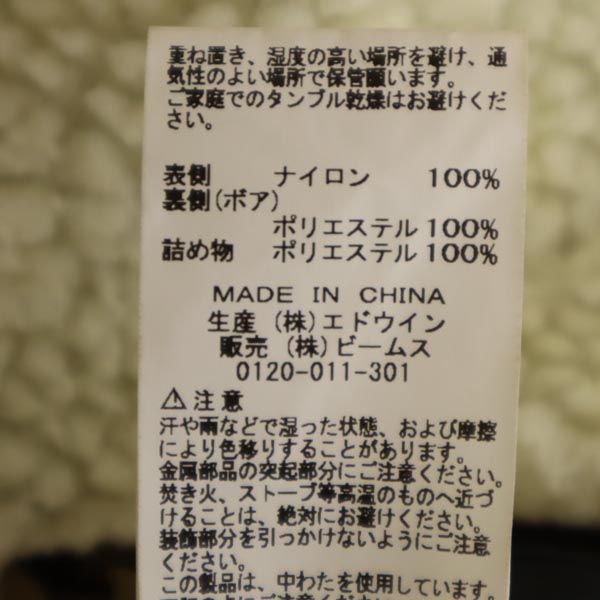 重ね置き、湿度の高い場所を避け、通
気性のよい場所で保管願います。
ご家庭でのタンブル乾燥はお避けくだ
さい。
表側 ナイロン 100%
裏側(ボア)
ポリエステル 100%
詰め物 ポリエステル 100%
MADE IN CHINA
生産 (株)エドウイン
販売 (株)ビームス
0120-011-301
⚠注意
汗や雨などで湿った状態、および摩擦
により色移りすることがあります。
金属部品の突起部分にご注意ください。
焚き火、ストーブ等高温のものへ近づ
けることは、絶対にお避けください。
装飾部分を引っかけないようにご注意
ください。
この製品は、中わたを使用しています。